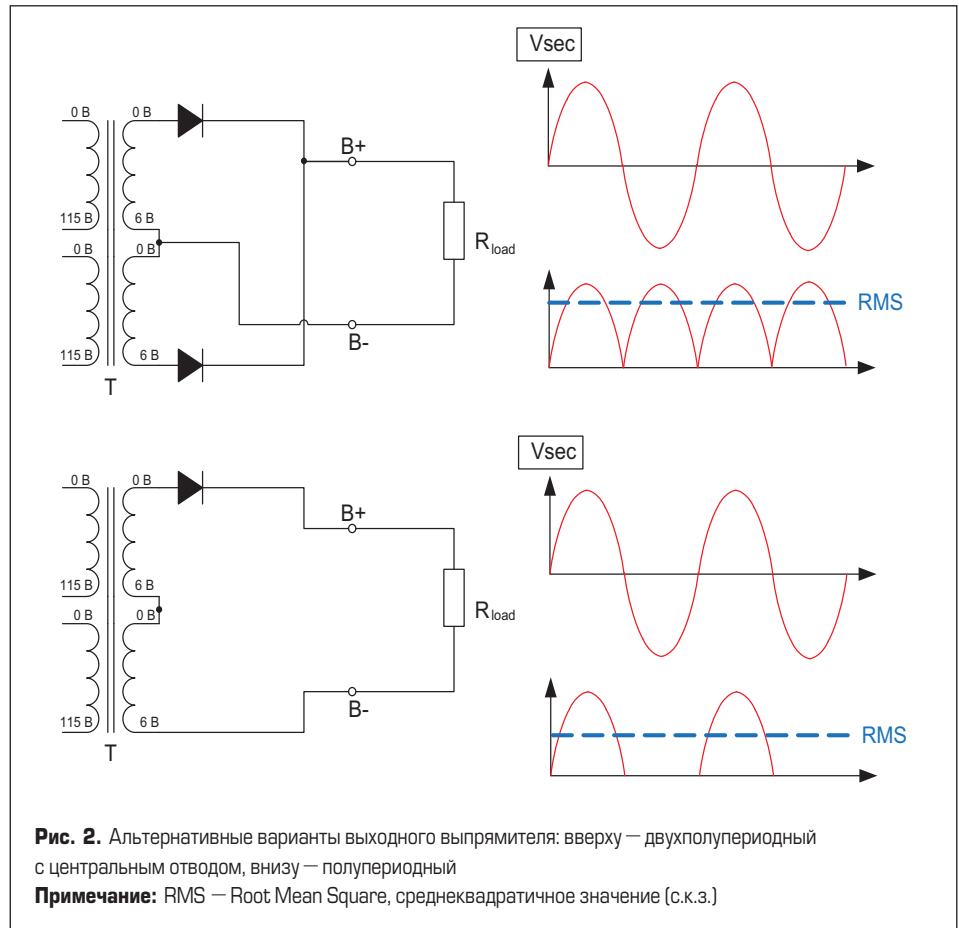 Vsec
0 В
0 В
B+
115 В
6 В
0 В
0 В
R load
RMS
B-
115 В
6 В
T
Vsec
0 В
0 В
B+
115 В
6 В
0 В
0 В
R load
B-
115 В
6 В
RMS
T
Рис. 2. Альтернативные варианты выходного выпрямителя: вверху — двухполупериодный
с центральным отводом, внизу — полупериодный
Примечание: RMS — Root Mean Square, среднеквадратичное значение (с.к.з.)